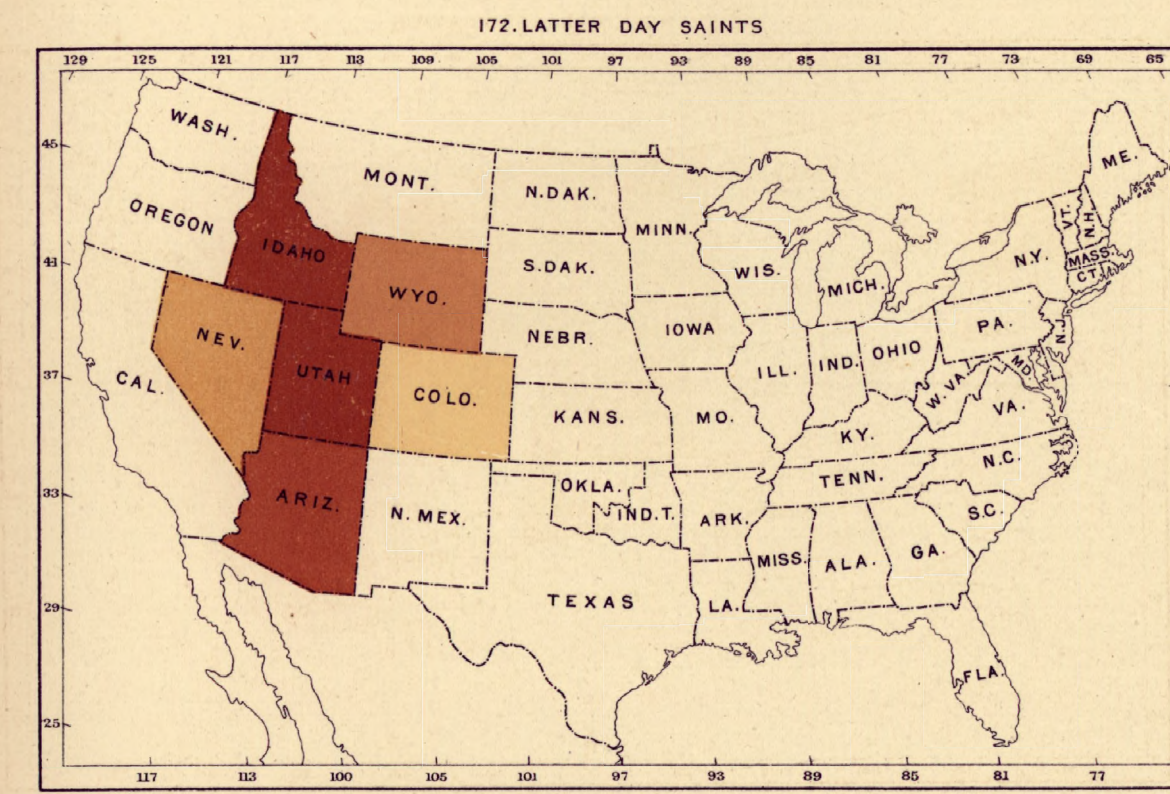 172. LATTER DAY SAINTS
129 125 121 117 113 109 105 101 97 93 89 85 81 77 73 69 65
WASH.
45
MONT.
ME.
N.DAK.
OREGON
MINN.
VT.
N.H.
IDAHO
MASS.
41
S.DAK.
WIS.
N.Y.
CT.
MICH.
WYO.
NEV.
NEBR.
IOWA
PA.
N.J.
OHIO
IND.
ILL.
MD.
37
CAL.
UTAH
COLO.
W.VA.
VA.
KANS.
MO.
KY.
N.C.
TENN.
33
ARIZ.
OKLA.
N. MEX.
IND.T.
ARK.
S.C.
MISS.
ALA.
GA.
29
TEXAS
LA.
FLA.
25
117 113 100 105 101 97 93 89 85 81 77